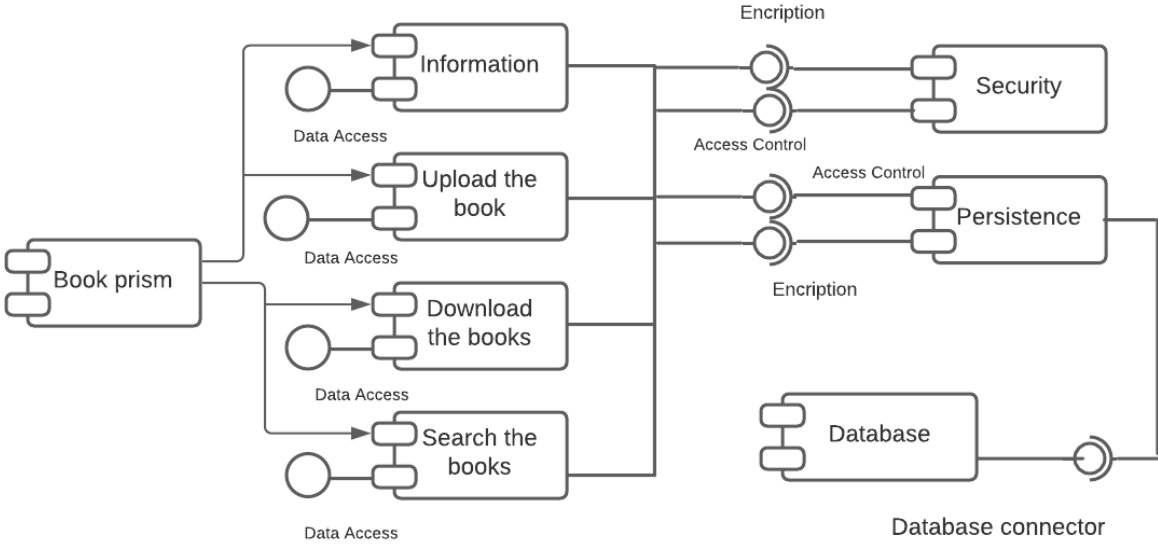 Encription
Information
Security
Data Access
Access Control
Access Control
Upload the
book
Persistence
Data Access
Book prism
Encription
Download
the books
Data Access
Search the
books
Database
Data Access
Database connector